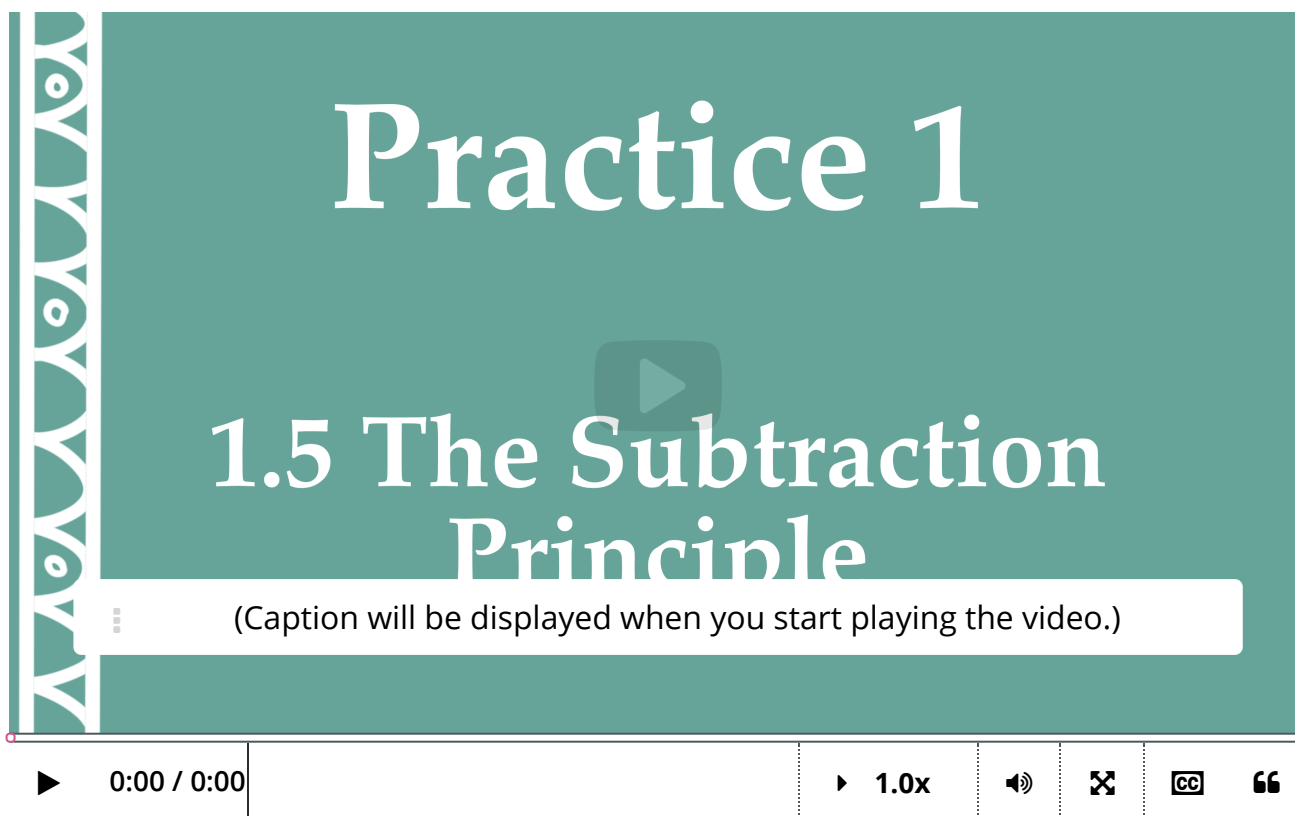 Practice 1
1.5 The Subtraction
Principle
(Caption will be displayed when you start playing the video.)
0:00 / 0:00
1.0x
CC